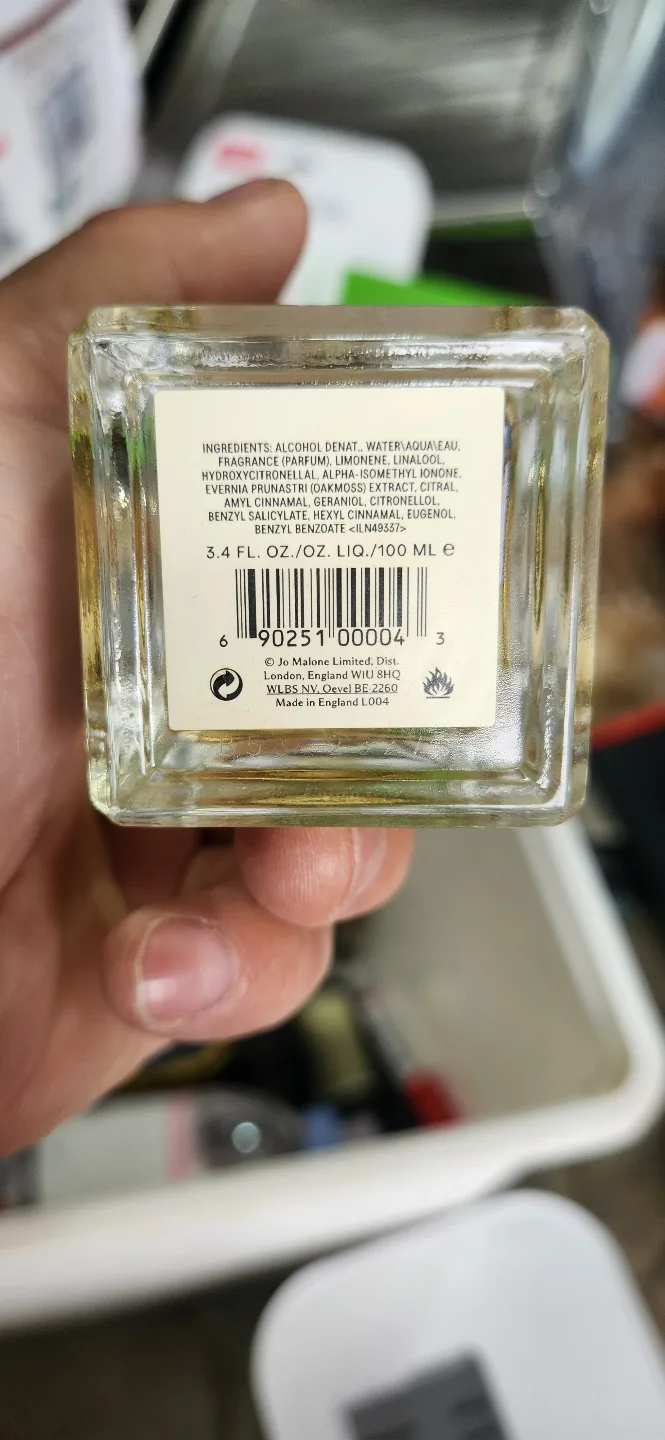 INGREDIENTS: ALCOHOL DENAT., WATER\AQUA\EAU,
FRAGRANCE (PARFUM), LIMONENE, LINALOOL,
HYDROXYCITRONELLAL, ALPHA-ISOMETHYL IONONE,
EVERNIA PRUNASTRI (OAKMOSS) EXTRACT, CITRAL,
AMYL CINNAMAL, GERANIOL, CITRONELLOL,
BENZYL SALICYLATE, HEXYL CINNAMAL, EUGENOL,
BENZYL BENZOATE <ILN49337>
3.4 FL. OZ./OZ. LIQ./100 ML ℮
6 90251 00004 3
© Jo Malone Limited, Dist.
London, England W1U 8HQ
WLBS NV, Oevel BE 2260
Made in England L004